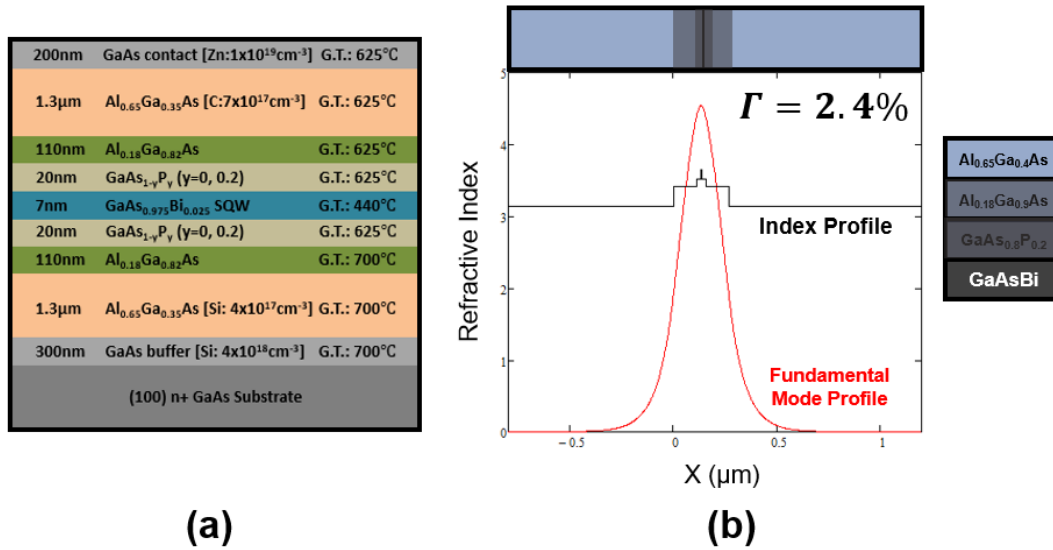 200nm GaAs contact [Zn:1x10¹⁹cm⁻³] G.T.: 625°C
1.3µm Al₀.₆₅Ga₀.₃₅As [C:7x10¹⁷cm⁻³] G.T.: 625°C
110nm Al₀.₁₈Ga₀.₈₂As G.T.: 625°C
20nm GaAs₁₋yPy (y=0, 0.2) G.T.: 625°C
7nm GaAs₀.₉₇₅Bi₀.₀₂₅ SQW G.T.: 440°C
20nm GaAs₁₋yPy (y=0, 0.2) G.T.: 625°C
110nm Al₀.₁₈Ga₀.₈₂As G.T.: 700°C
1.3µm Al₀.₆₅Ga₀.₃₅As [Si: 4x10¹⁷cm⁻³] G.T.: 700°C
300nm GaAs buffer [Si: 4x10¹⁸cm⁻³] G.T.: 700°C
(100) n+ GaAs Substrate
(a)
Γ = 2.4%
Refractive Index
5
4
3
2
1
0
Index Profile
Fundamental
Mode Profile
−0.5
0
0.5
1
X (µm)
Al₀.₆₅Ga₀.₄As
Al₀.₁₈Ga₀.₉As
GaAs₀.₈P₀.₂
GaAsBi
(b)